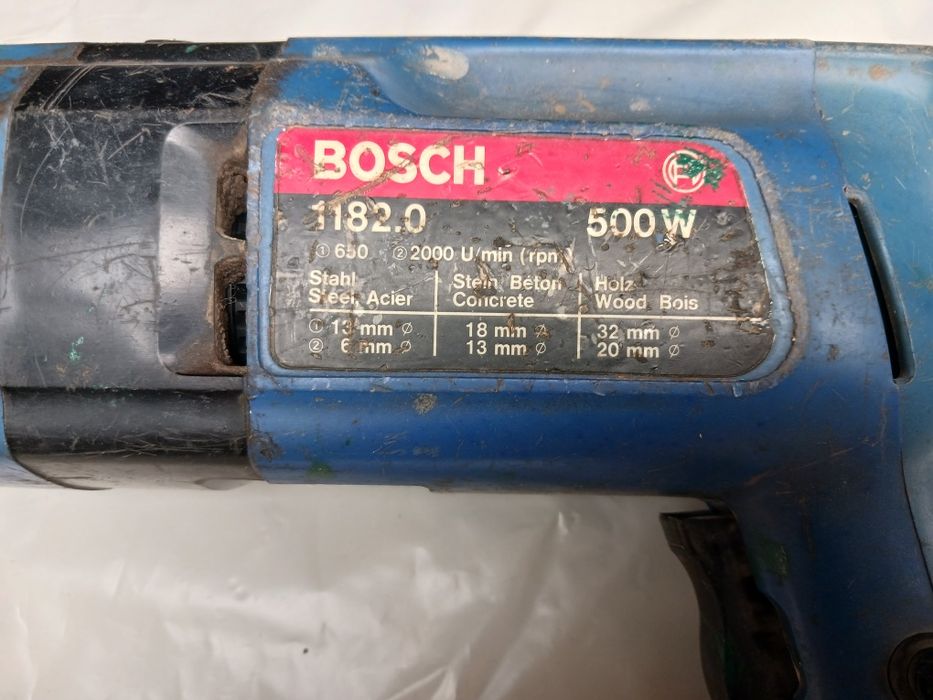 BOSCH
1182.0 500 W
① 650 ② 2000 U/min (rpm)
Stahl Stein Beton Holz
Steel Acier Concrete Wood Bois
① 13 mm ⌀ 18 mm ⌀ 32 mm ⌀
② 6 mm ⌀ 13 mm ⌀ 20 mm ⌀